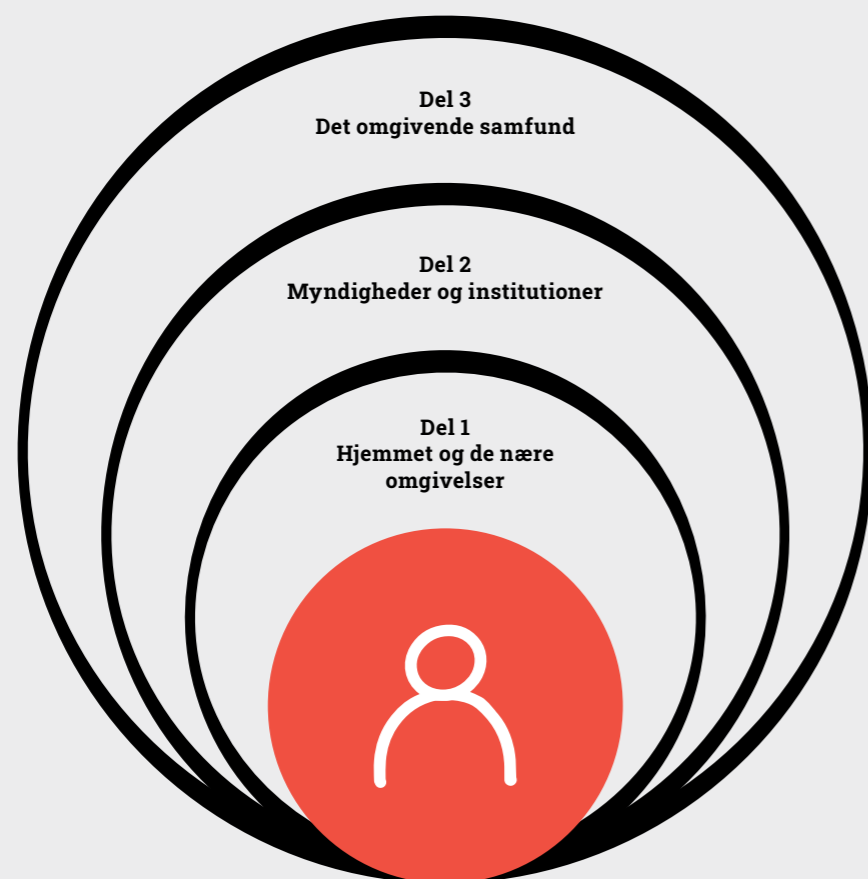 Del 3
Det omgivende samfund
Del 2
Myndigheder og institutioner
Del 1
Hjemmet og de nære
omgivelser